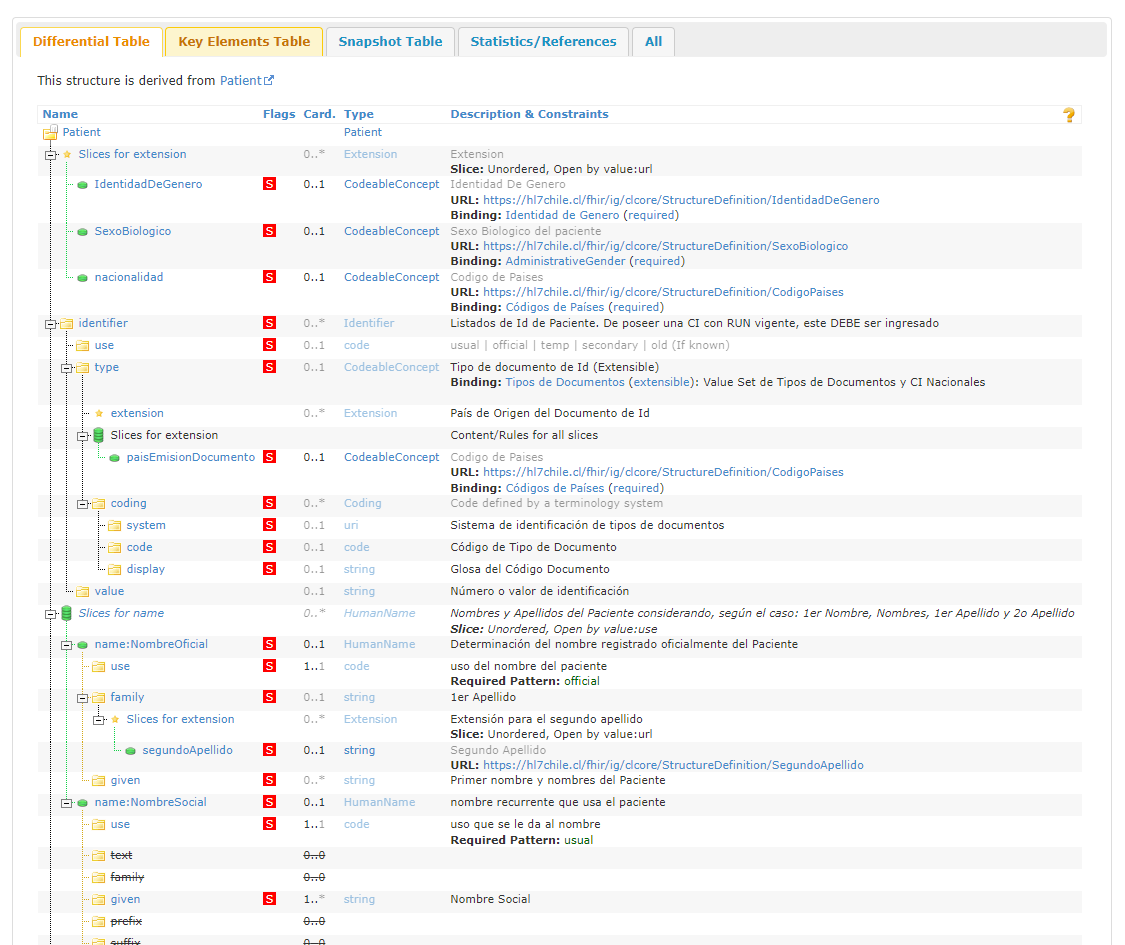 Differential Table Key Elements Table Snapshot Table Statistics/References All
This structure is derived from Patient
Name Flags Card. Type Description & Constraints ?
Patient Patient
Slices for extension 0..* Extension Extension
Slice: Unordered, Open by value:url
IdentidadDeGenero S 0..1 CodeableConcept Identidad De Genero
URL: https://hl7chile.cl/fhir/ig/clcore/StructureDefinition/IdentidadDeGenero
Binding: Identidad de Genero (required)
SexoBiologico S 0..1 CodeableConcept Sexo Biologico del paciente
URL: https://hl7chile.cl/fhir/ig/clcore/StructureDefinition/SexoBiologico
Binding: AdministrativeGender (required)
nacionalidad S 0..1 CodeableConcept Codigo de Paises
URL: https://hl7chile.cl/fhir/ig/clcore/StructureDefinition/CodigoPaises
Binding: Códigos de Países (required)
identifier S 0..* Identifier Listados de Id de Paciente. De poseer una CI con RUN vigente, este DEBE ser ingresado
use S 0..1 code usual | official | temp | secondary | old (If known)
type S 0..1 CodeableConcept Tipo de documento de Id (Extensible)
Binding: Tipos de Documentos (extensible): Value Set de Tipos de Documentos y CI Nacionales
extension 0..* Extension País de Origen del Documento de Id
Slices for extension Content/Rules for all slices
paisEmisionDocumento S 0..1 CodeableConcept Codigo de Paises
URL: https://hl7chile.cl/fhir/ig/clcore/StructureDefinition/CodigoPaises
Binding: Códigos de Países (required)
coding S 0..* Coding Code defined by a terminology system
system S 0..1 uri Sistema de identificación de tipos de documentos
code S 0..1 code Código de Tipo de Documento
display S 0..1 string Glosa del Código Documento
value 0..1 string Número o valor de identificación
Slices for name 0..* HumanName Nombres y Apellidos del Paciente considerando, según el caso: 1er Nombre, Nombres, 1er Apellido y 2o Apellido
Slice: Unordered, Open by value:use
name:NombreOficial S 0..1 HumanName Determinación del nombre registrado oficialmente del Paciente
use S 1..1 code uso del nombre del paciente
Required Pattern: official
family S 0..1 string 1er Apellido
Slices for extension 0..* Extension Extensión para el segundo apellido
Slice: Unordered, Open by value:url
segundoApellido S 0..1 string Segundo Apellido
URL: https://hl7chile.cl/fhir/ig/clcore/StructureDefinition/SegundoApellido
given S 0..* string Primer nombre y nombres del Paciente
name:NombreSocial S 0..1 HumanName nombre recurrente que usa el paciente
use S 1..1 code uso que se le da al nombre
Required Pattern: usual
text 0..0
family 0..0
given S 1..* string Nombre Social
prefix 0..0
suffix 0..0